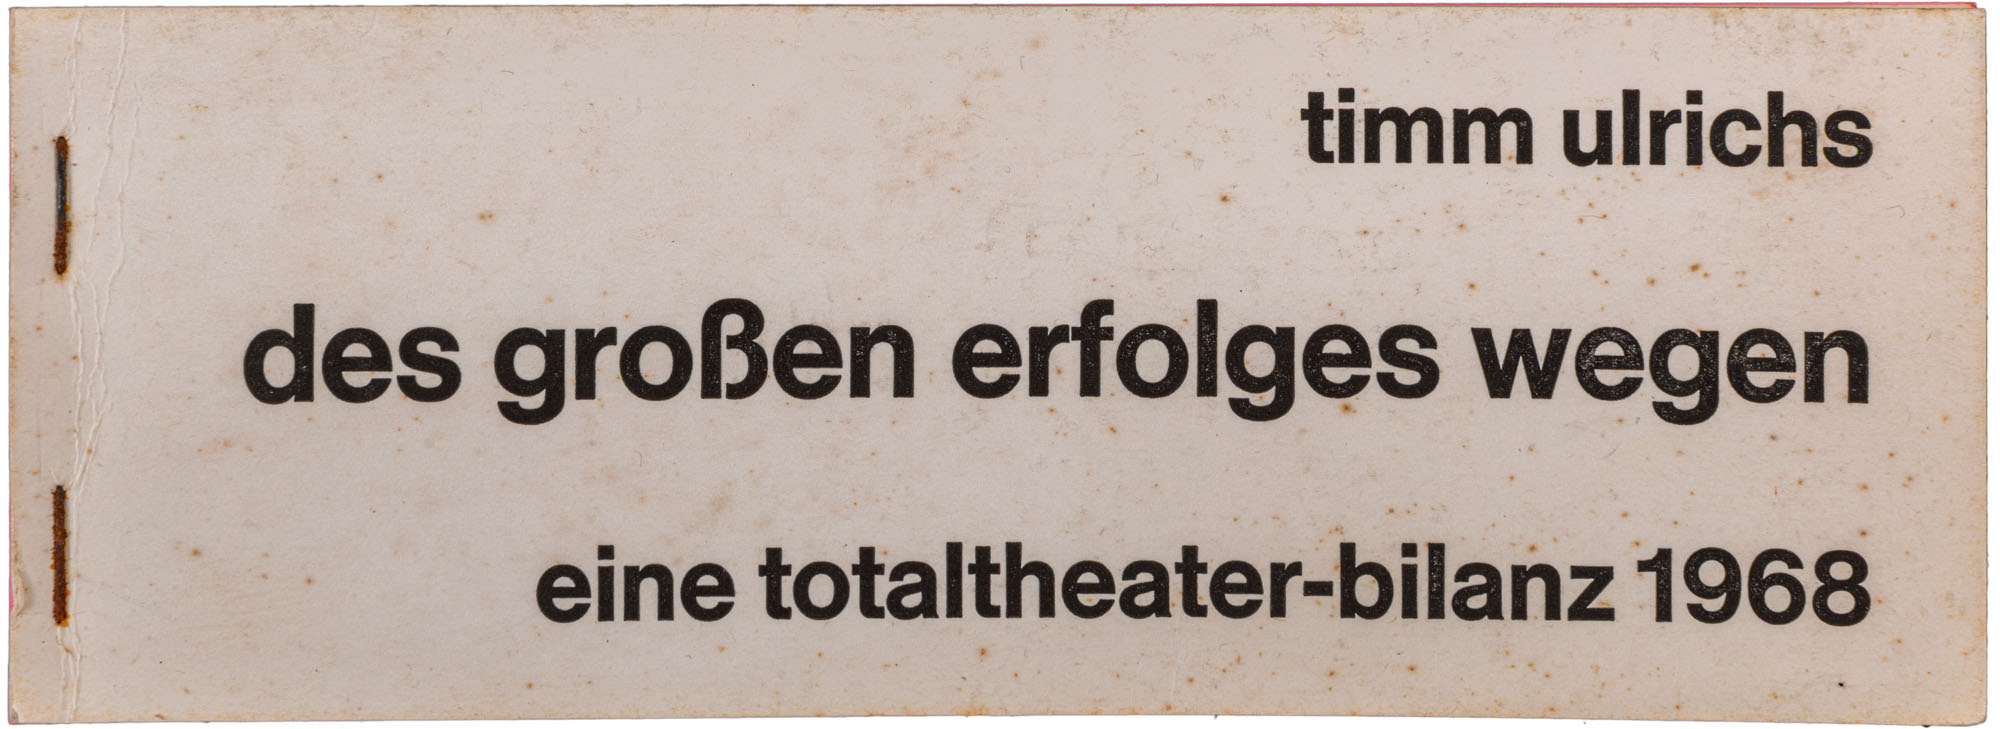 timm ulrichs
des großen erfolges wegen
eine totaltheater-bilanz 1968